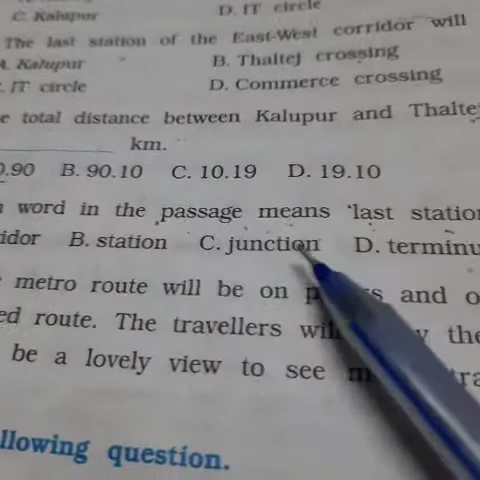 C. Kalupur D. IT circle
The last station of the East-West corridor will
A. Kalupur B. Thaltej crossing
IT circle D. Commerce crossing
total distance between Kalupur and Thalte
km.
0.90 B. 90.10 C. 10.19 D. 19.10
word in the passage means 'last station
idor B. station C. junction D. terminu
metro route will be on and o
ed route. The travellers the
be a lovely view to see
llowing question.